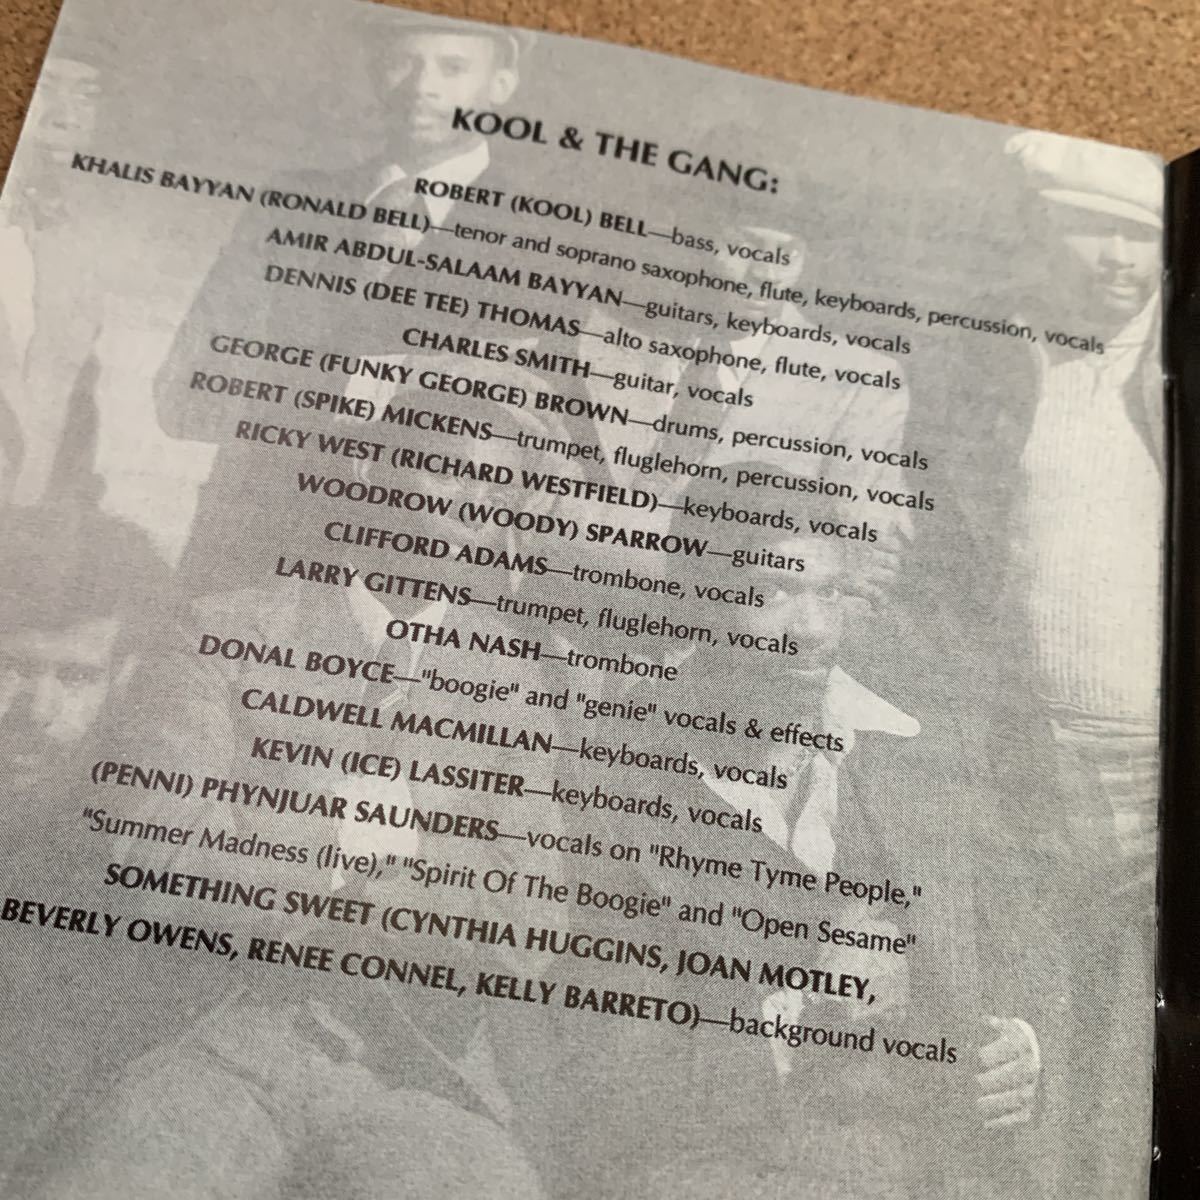 KOOL & THE GANG:
ROBERT (KOOL) BELL—bass, vocals
KHALIS BAYYAN (RONALD BELL)—tenor and soprano saxophone, flute, keyboards, percussion, vocals
AMIR ABDUL-SALAAM BAYYAN—guitars, keyboards, vocals
DENNIS (DEE TEE) THOMAS—alto saxophone, flute, vocals
CHARLES SMITH—guitar, vocals
GEORGE (FUNKY GEORGE) BROWN—drums, percussion, vocals
ROBERT (SPIKE) MICKENS—trumpet, fluglehorn, percussion, vocals
RICKY WEST (RICHARD WESTFIELD)—keyboards, vocals
WOODROW (WOODY) SPARROW—guitars
CLIFFORD ADAMS—trombone, vocals
LARRY GITTENS—trumpet, fluglehorn, vocals
OTHA NASH—trombone
DONAL BOYCE—"boogie" and "genie" vocals & effects
CALDWELL MACMILLAN—keyboards, vocals
KEVIN (ICE) LASSITER—keyboards, vocals
(PENNI) PHYNJUAR SAUNDERS—vocals on "Rhyme Tyme People,"
"Summer Madness (live)," "Spirit Of The Boogie" and "Open Sesame"
SOMETHING SWEET (CYNTHIA HUGGINS, JOAN MOTLEY,
BEVERLY OWENS, RENEE CONNEL, KELLY BARRETO)—background vocals